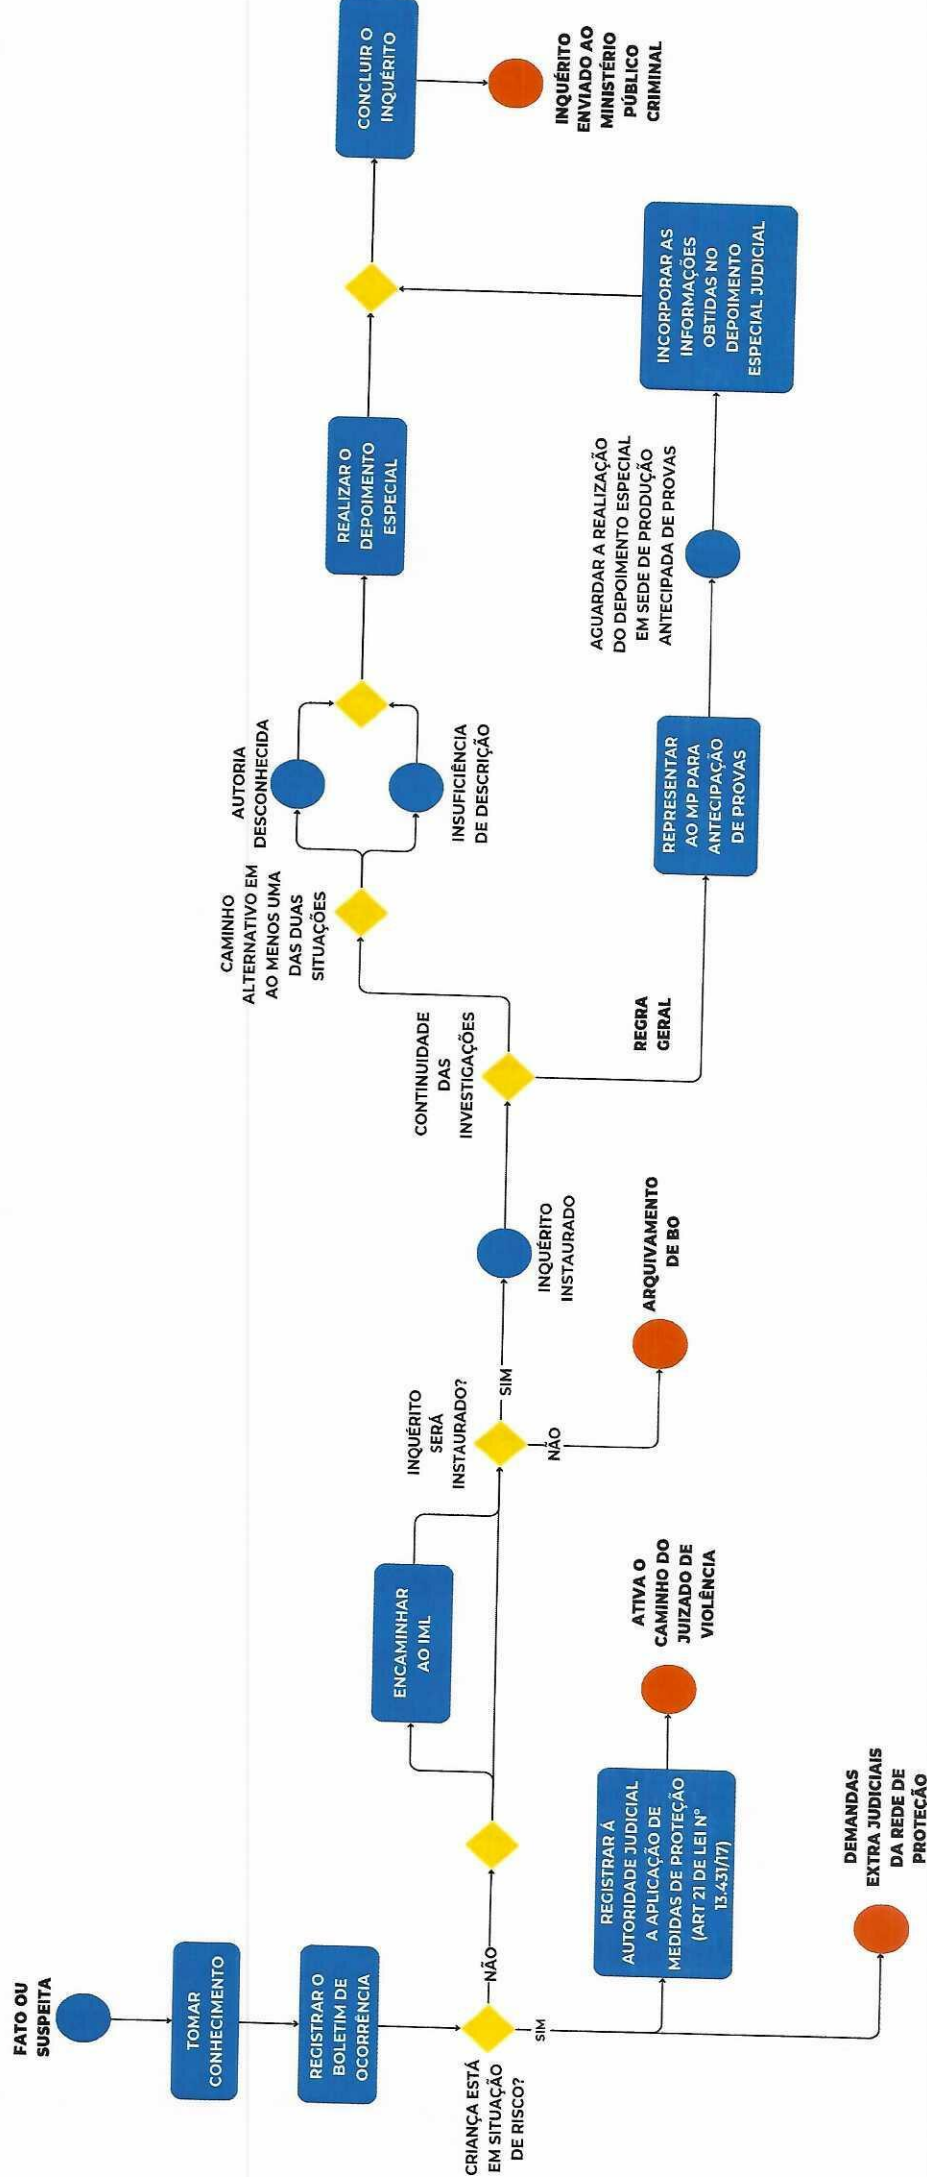 FATO OU
SUSPEITA
TOMAR
CONHECIMENTO
REGISTRAR O
BOLETIM DE
OCORRÊNCIA
CRIANÇA ESTÁ
EM SITUAÇÃO
DE RISCO?
SIM
NÃO
REGISTRAR Á
AUTORIDADE JUDICIAL
A APLICAÇÃO DE
MEDIDAS DE PROTEÇÃO
(ART 21 DE LEI Nº
13.431/17)
ATIVA O
CAMINHO DO
JUIZADO DE
VIOLÊNCIA
DEMANDAS
EXTRA JUDICIAIS
DA REDE DE
PROTEÇÃO
ENCAMINHAR
AO IML
INQUÉRITO
SERÁ
INSTAURADO?
NÃO
SIM
ARQUIVAMENTO
DE BO
INQUÉRITO
INSTAURADO
CONTINUIDADE
DAS
INVESTIGAÇÕES
REGRA
GERAL
CAMINHO
ALTERNATIVO EM
AO MENOS UMA
DAS DUAS
SITUAÇÕES
AUTORIA
DESCONHECIDA
INSUFICIÊNCIA
DE DESCRIÇÃO
REALIZAR O
DEPOIMENTO
ESPECIAL
REPRESENTAR
AO MP PARA
ANTECIPAÇÃO
DE PROVAS
AGUARDAR A REALIZAÇÃO
DO DEPOIMENTO ESPECIAL
EM SEDE DE PRODUÇÃO
ANTECIPADA DE PROVAS
INCORPORAR AS
INFORMAÇÕES
OBTIDAS NO
DEPOIMENTO
ESPECIAL JUDICIAL
CONCLUIR O
INQUÉRITO
INQUÉRITO
ENVIADO AO
MINISTÉRIO
PÚBLICO
CRIMINAL